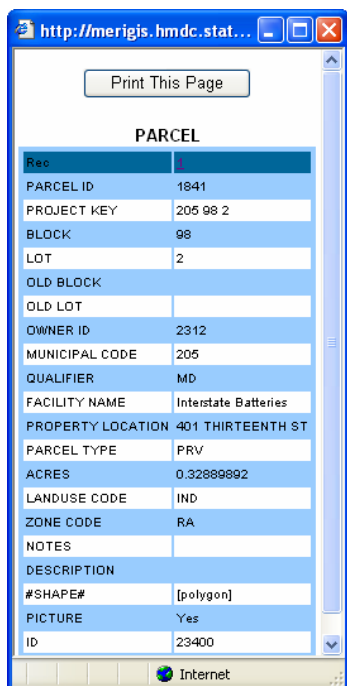 http://merigis.hmdc.stat...
Print This Page
PARCEL
Rec 1
PARCEL ID 1841
PROJECT KEY 205 98 2
BLOCK 98
LOT 2
OLD BLOCK
OLD LOT
OWNER ID 2312
MUNICIPAL CODE 205
QUALIFIER MD
FACILITY NAME Interstate Batteries
PROPERTY LOCATION 401 THIRTEENTH ST
PARCEL TYPE PRV
ACRES 0.32889892
LANDUSE CODE IND
ZONE CODE RA
NOTES
DESCRIPTION
#SHAPE# [polygon]
PICTURE Yes
ID 23400
Internet